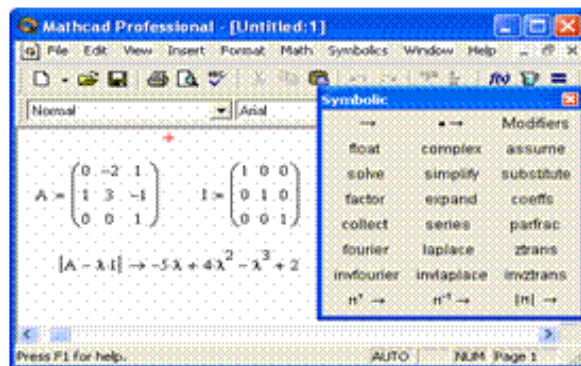 Mathcad Professional - [Untitled:1]
File Edit View Insert Format Math Symbolics Window Help
Normal Arial
Symbolic
→ ▪ → Modifiers
float complex assume
solve simplify substitute
factor expand coeffs
collect series parfrac
fourier laplace ztrans
invfourier invlaplace invztrans
mᵀ → m⁻¹ → |m| →
A := (0 -2 1
1 3 -1
0 0 1)
I := (1 0 0
0 1 0
0 0 1)
|A - λ·I| → -5·λ + 4·λ² - λ³ + 2
Press F1 for help. AUTO NUM Page 1